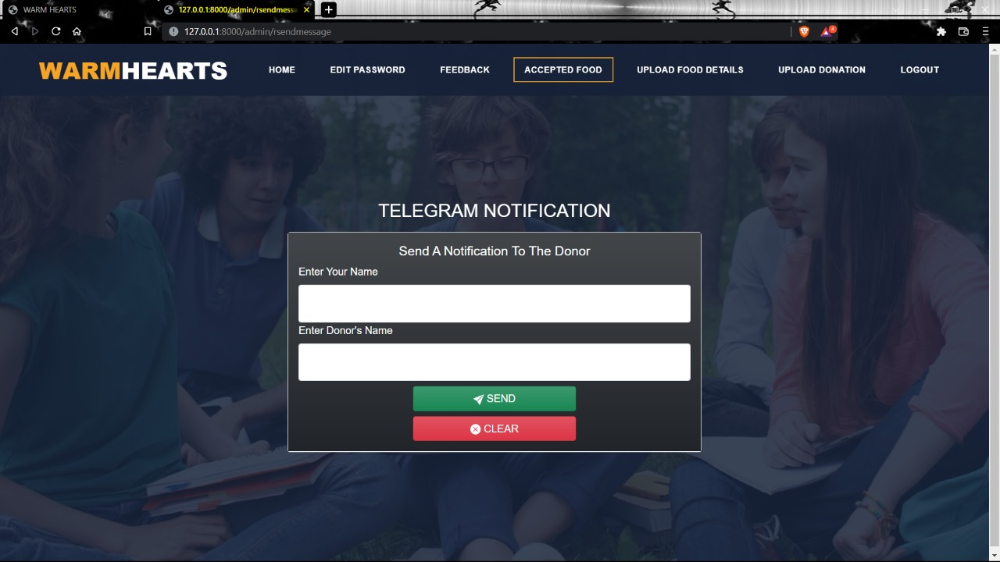 WARM HEARTS
127.0.0.1:8000/admin/rsendmessa
127.0.0.1:8000/admin/rsendmessage
4
WARMHEARTS
HOME
EDIT PASSWORD
FEEDBACK
ACCEPTED FOOD
UPLOAD FOOD DETAILS
UPLOAD DONATION
LOGOUT
TELEGRAM NOTIFICATION
Send A Notification To The Donor
Enter Your Name
Enter Donor's Name
SEND
CLEAR